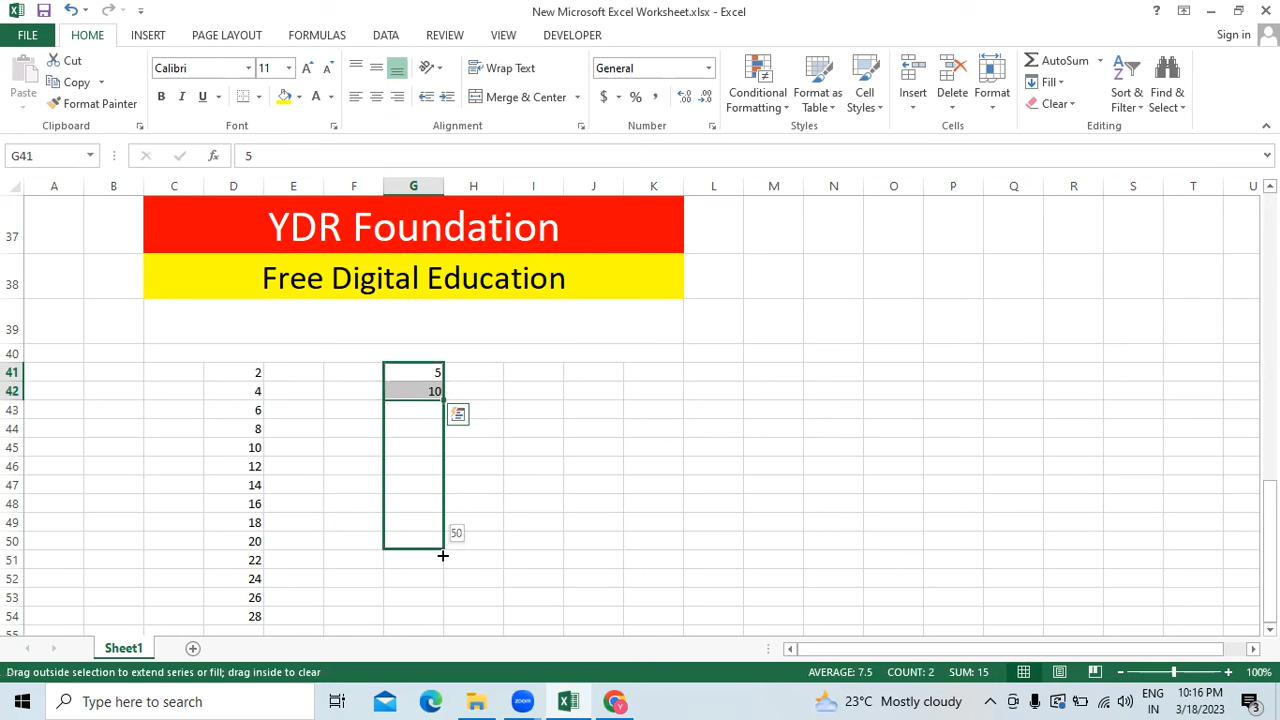 New Microsoft Excel Worksheet.xlsx - Excel
FILE HOME INSERT PAGE LAYOUT FORMULAS DATA REVIEW VIEW DEVELOPER Sign in
Paste
Cut
Copy
Format Painter
Clipboard
Calibri 11
B I U A
Font
Wrap Text
Merge & Center
Alignment
General
$ % ,
Number
Conditional Formatting
Format as Table
Cell Styles
Styles
Insert
Delete
Format
Cells
AutoSum
Fill
Clear
Sort & Filter
Find & Select
Editing
G41 fx 5
A B C D E F G H I J K L M N O P Q R S T U
37 YDR Foundation
38 Free Digital Education
39
40
41 2 5
42 4 10
43 6
44 8
45 10
46 12
47 14
48 16
49 18
50 20 50
51 22
52 24
53 26
54 28
55
Sheet1
Drag outside selection to extend series or fill; drag inside to clear AVERAGE: 7.5 COUNT: 2 SUM: 15 100%
Type here to search zoom 23°C Mostly cloudy ENG IN 10:16 PM 3/18/2023 3